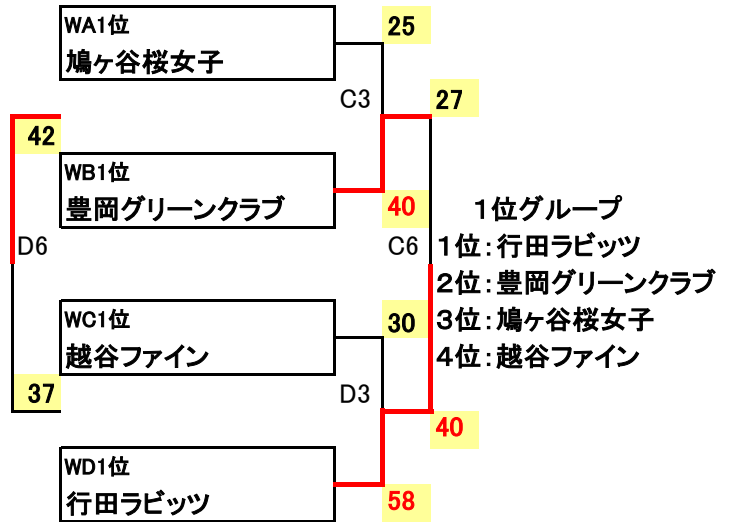 WA1位
鳩ヶ谷桜女子
25
C3
27
42
WB1位
豊岡グリーンクラブ
40
D6
C6
1位グループ
1位:行田ラビッツ
2位:豊岡グリーンクラブ
3位:鳩ヶ谷桜女子
4位:越谷ファイン
WC1位
越谷ファイン
30
37
D3
40
WD1位
行田ラビッツ
58